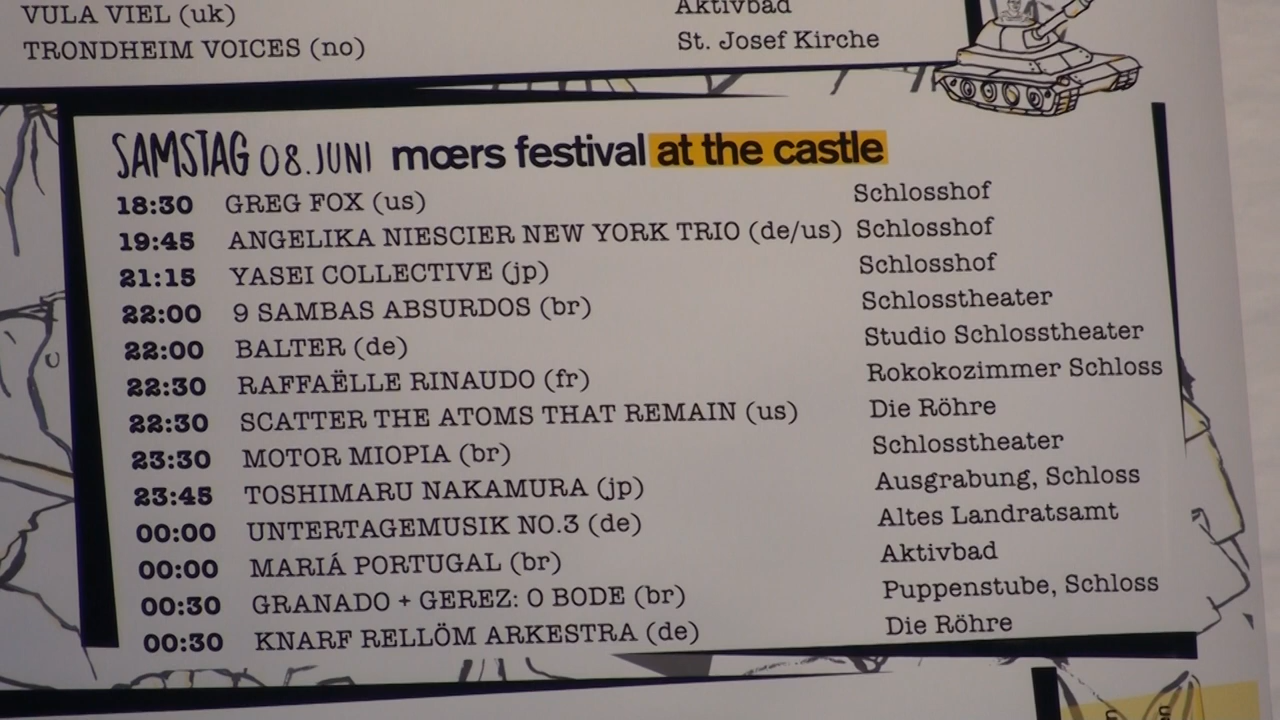 VULA VIEL (uk) Aktivbad
TRONDHEIM VOICES (no) St. Josef Kirche
SAMSTAG 08. JUNI mœrs festival at the castle
18:30 GREG FOX (us) Schlosshof
19:45 ANGELIKA NIESCIER NEW YORK TRIO (de/us) Schlosshof
21:15 YASEI COLLECTIVE (jp) Schlosshof
22:00 9 SAMBAS ABSURDOS (br) Schlosstheater
22:00 BALTER (de) Studio Schlosstheater
22:30 RAFFAËLLE RINAUDO (fr) Rokokozimmer Schloss
22:30 SCATTER THE ATOMS THAT REMAIN (us) Die Röhre
23:30 MOTOR MIOPIA (br) Schlosstheater
23:45 TOSHIMARU NAKAMURA (jp) Ausgrabung, Schloss
00:00 UNTERTAGEMUSIK NO.3 (de) Altes Landratsamt
00:00 MARIÁ PORTUGAL (br) Aktivbad
00:30 GRANADO + GEREZ: O BODE (br) Puppenstube, Schloss
00:30 KNARF RELLÖM ARKESTRA (de) Die Röhre